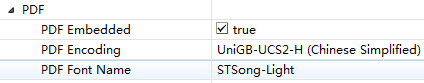 PDF
PDF Embedded true
PDF Encoding UniGB-UCS2-H (Chinese Simplified)
PDF Font Name STSong-Light